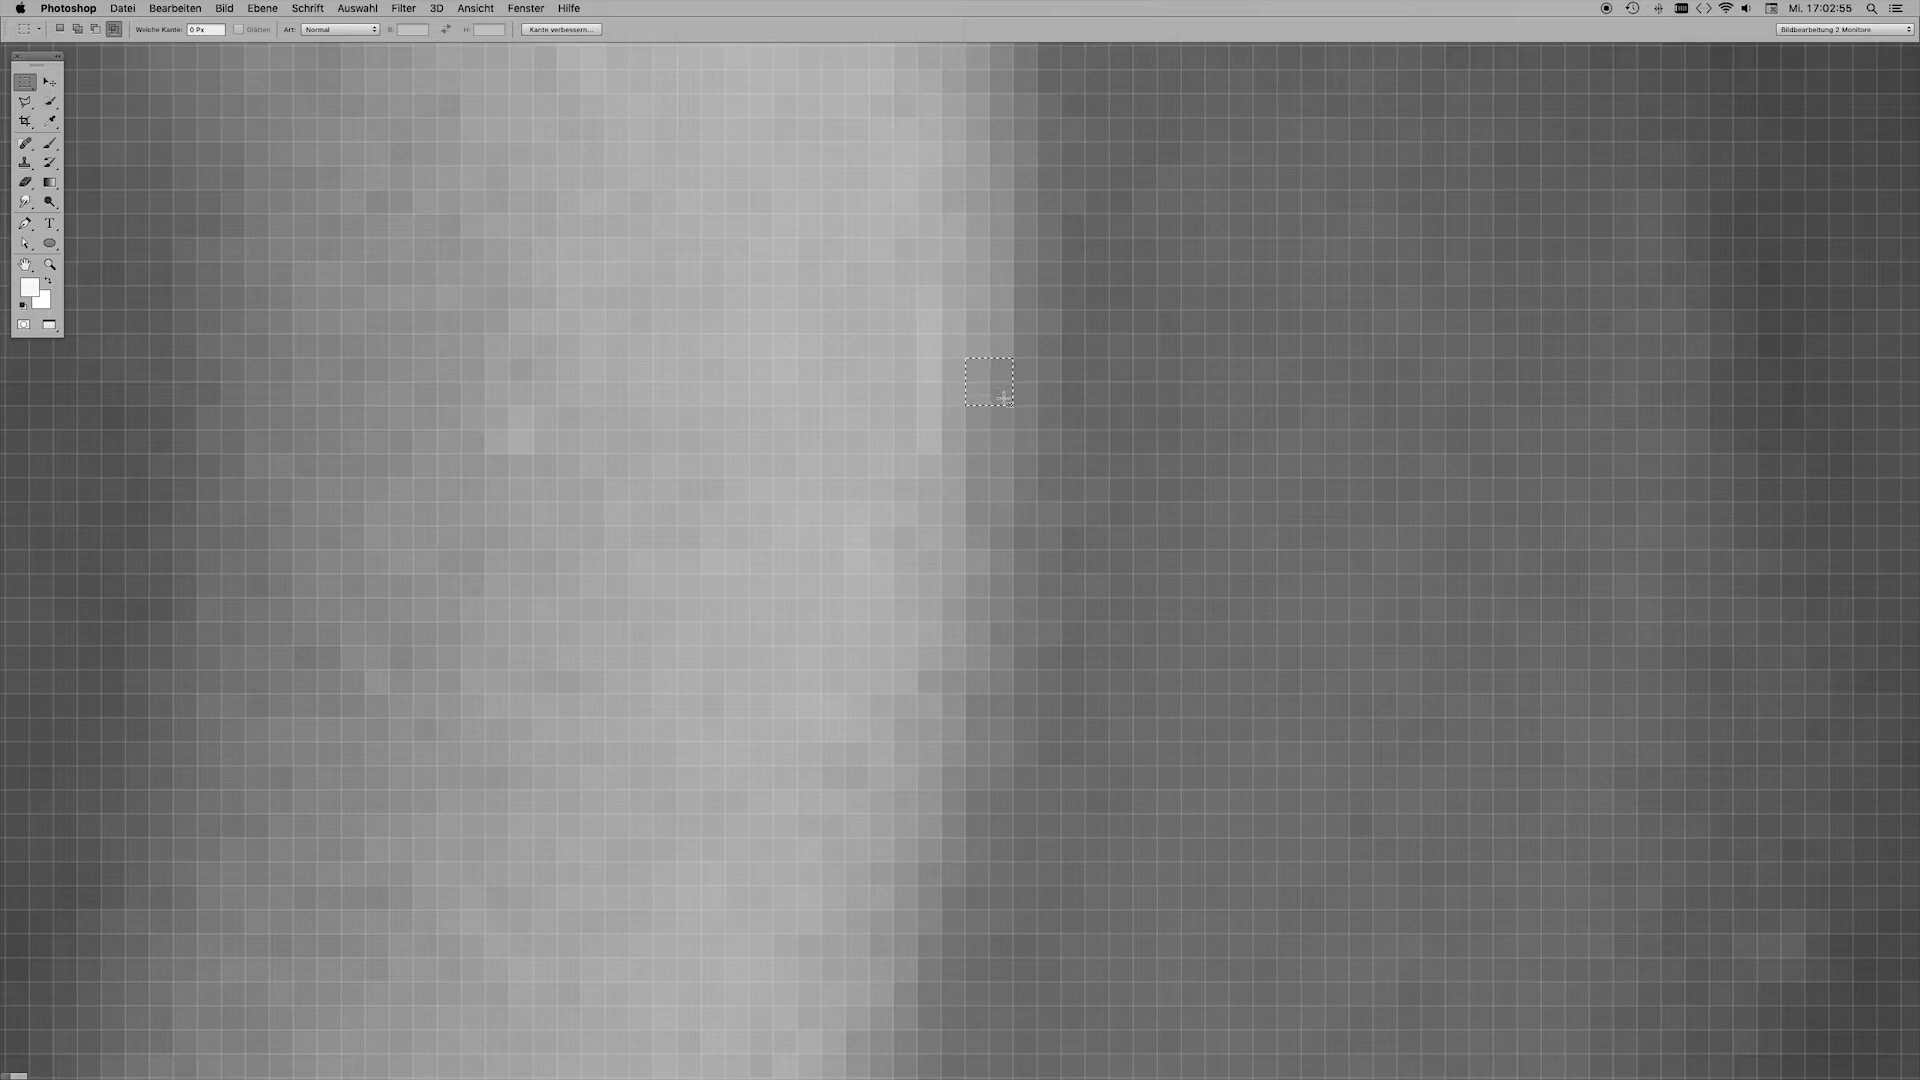 Photoshop Datei Bearbeiten Bild Ebene Schrift Auswahl Filter 3D Ansicht Fenster Hilfe Mi. 17:02:55
Weiche Kante: 0 Px Glätten Art: Normal B: H: Kante verbessern... Bildbearbeitung 2 Monitore
T